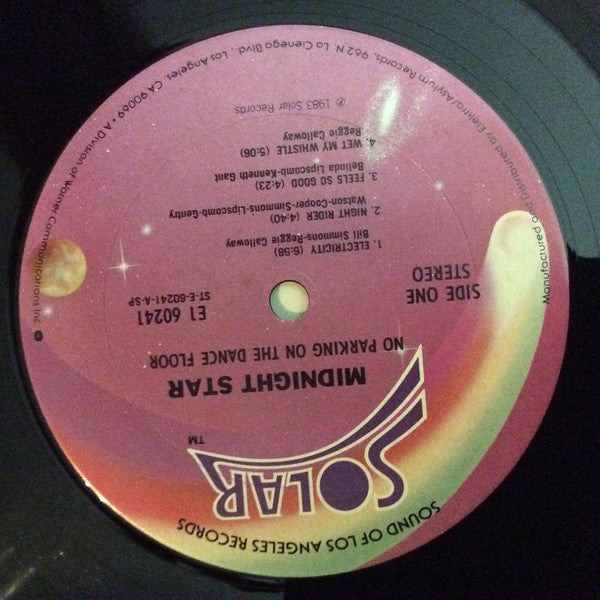 SOUND OF LOS ANGELES RECORDS
SOLAR
TM
MIDNIGHT STAR
NO PARKING ON THE DANCE FLOOR
SIDE ONE
STEREO
E1 60241
ST-E-60241-A-SP
1. ELECTRICITY (6:58)
Bill Simmons-Reggie Calloway
2. NIGHT RIDER (4:40)
Watson-Cooper-Simmons-Lipscomb-Gentry
3. FEELS SO GOOD (4:23)
Belinda Lipscomb-Kenneth Gant
4. WET MY WHISTLE (5:06)
Reggie Calloway
℗ 1983 Solar Records
Manufactured and Distributed by Elektra/Asylum Records, 962 N. La Cienega Blvd., Los Angeles, CA 90069 • A Division of Warner Communications Inc.